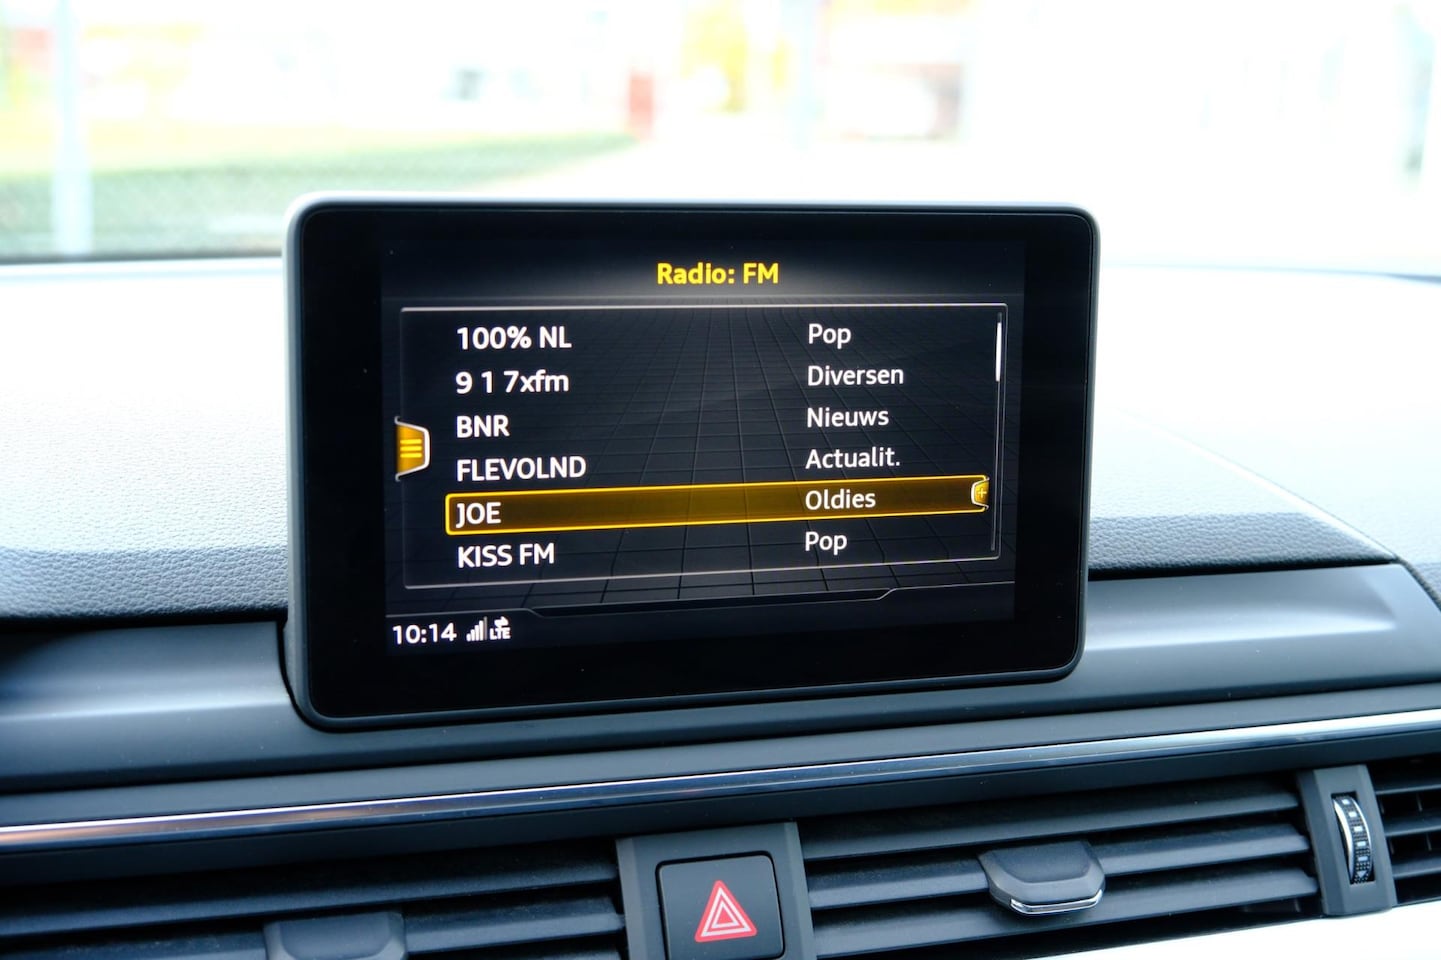 Radio: FM
100% NL Pop
9 1 7xfm Diversen
BNR Nieuws
FLEVOLND Actualit.
JOE Oldies
KISS FM Pop
10:14 LTE